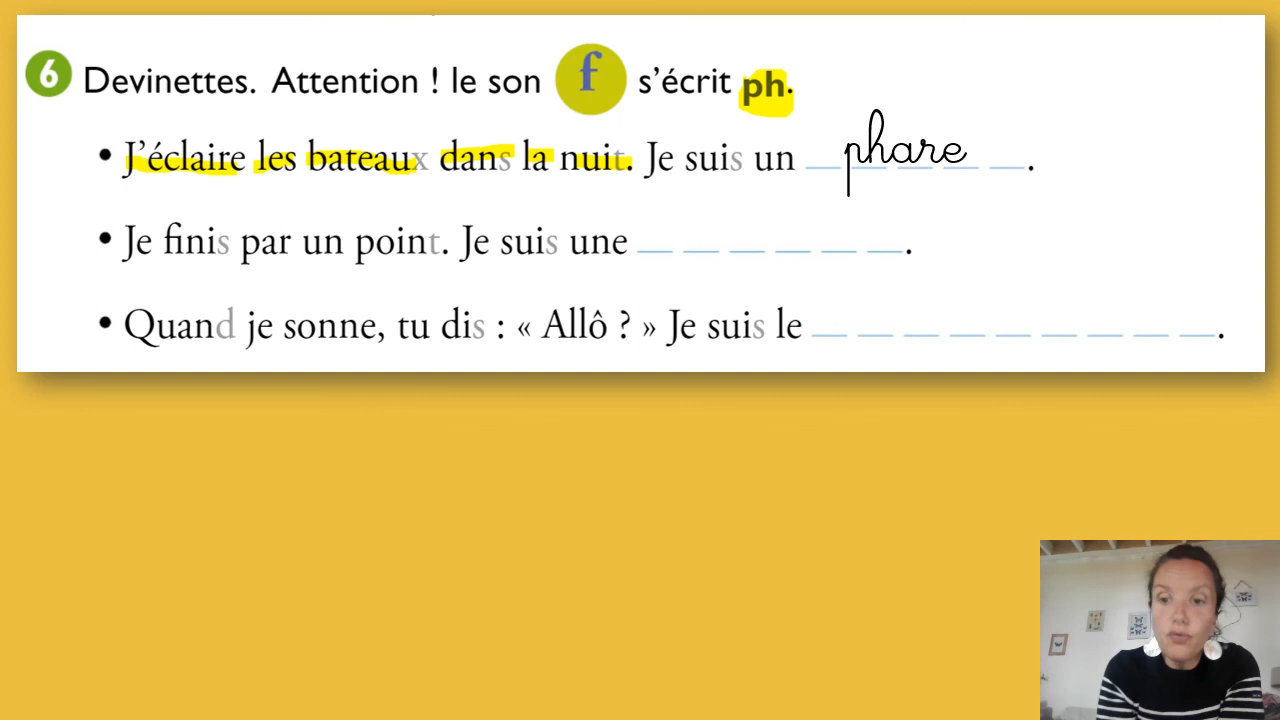 6 Devinettes. Attention ! le son f s'écrit ph.
• J'éclaire les bateaux dans la nuit. Je suis un phare.
• Je finis par un point. Je suis une _ _ _ _ _ _.
• Quand je sonne, tu dis : « Allô ? » Je suis le _ _ _ _ _ _ _ _ _.